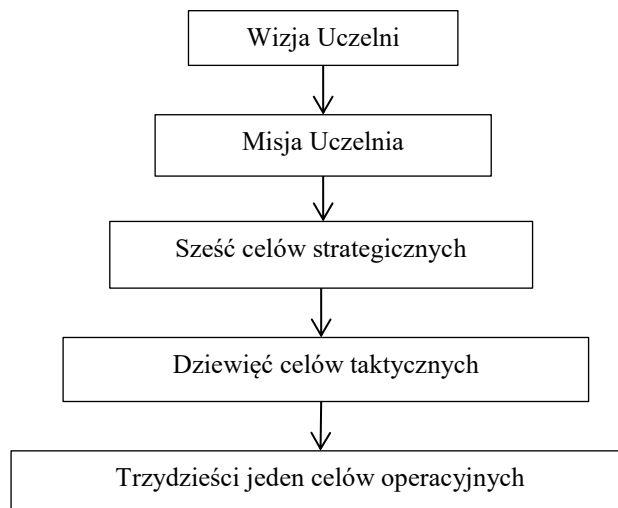 Wizja Uczelni
Misja Uczelnia
Sześć celów strategicznych
Dziewięć celów taktycznych
Trzydzieści jeden celów operacyjnych